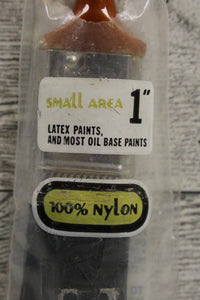 small area 1"
LATEX PAINTS,
AND MOST OIL BASE PAINTS
100% nylon